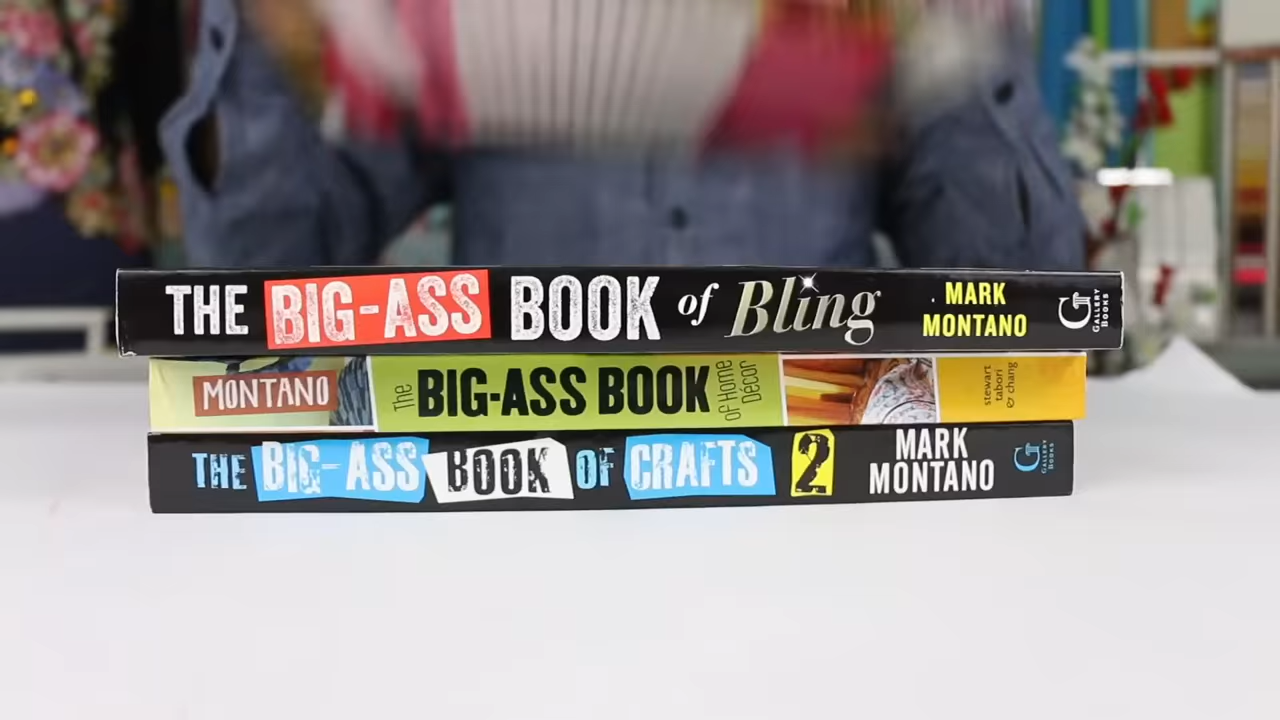 THE BIG-ASS BOOK of Bling
MARK
MONTANO
GALLERY
BOOKS
MONTANO
The BIG-ASS BOOK of Home Décor
stewart
tabori
& chang
THE BIG-ASS BOOK OF CRAFTS 2
MARK
MONTANO
G
GALLERY
BOOKS